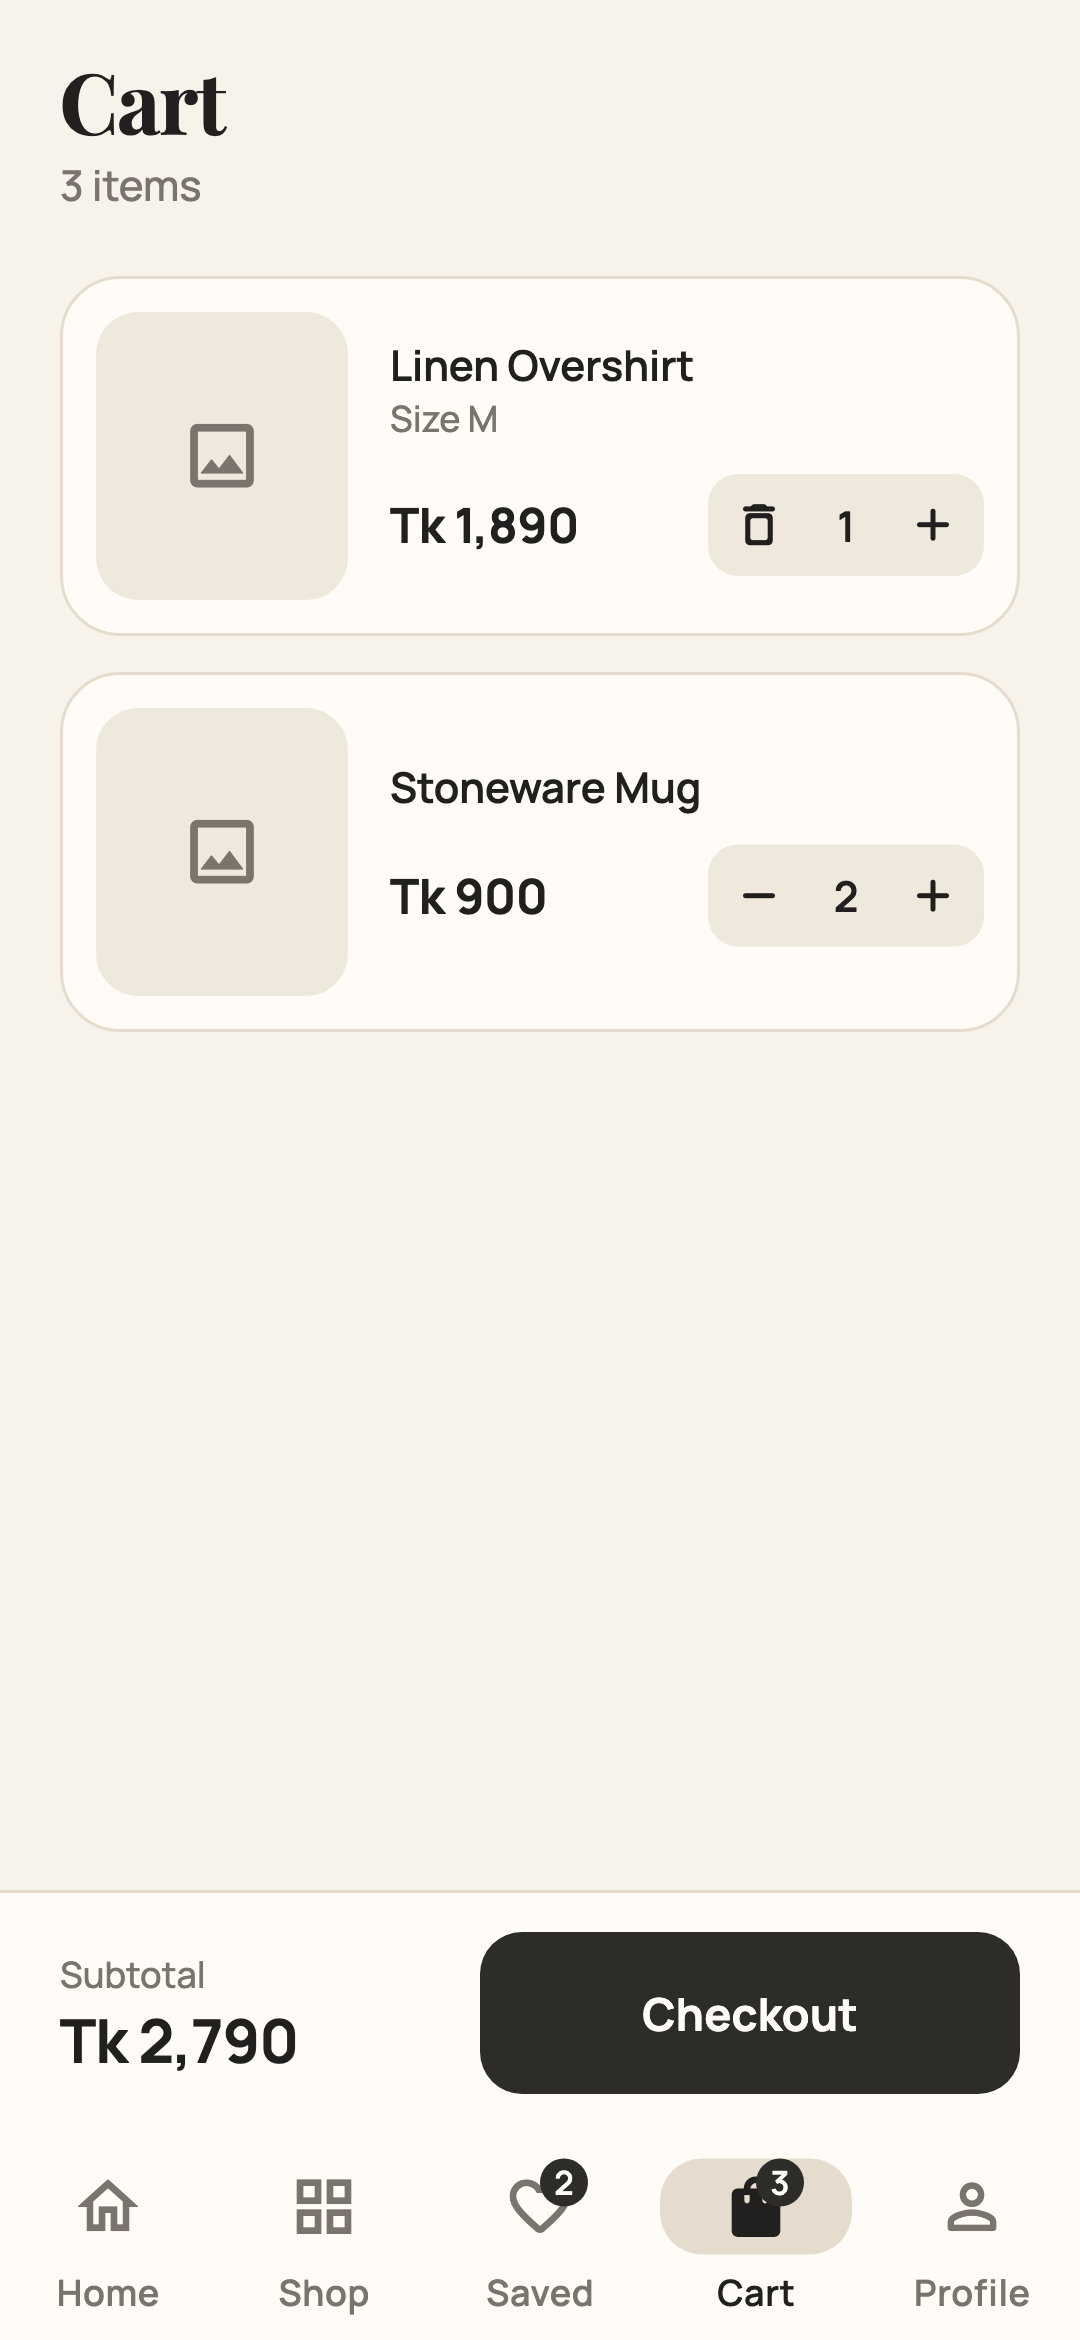 Cart
3 items
Linen Overshirt
Size M
Tk 1,890
1
Stoneware Mug
Tk 900
2
Subtotal
Tk 2,790
Checkout
2
3
Home
Shop
Saved
Cart
Profile